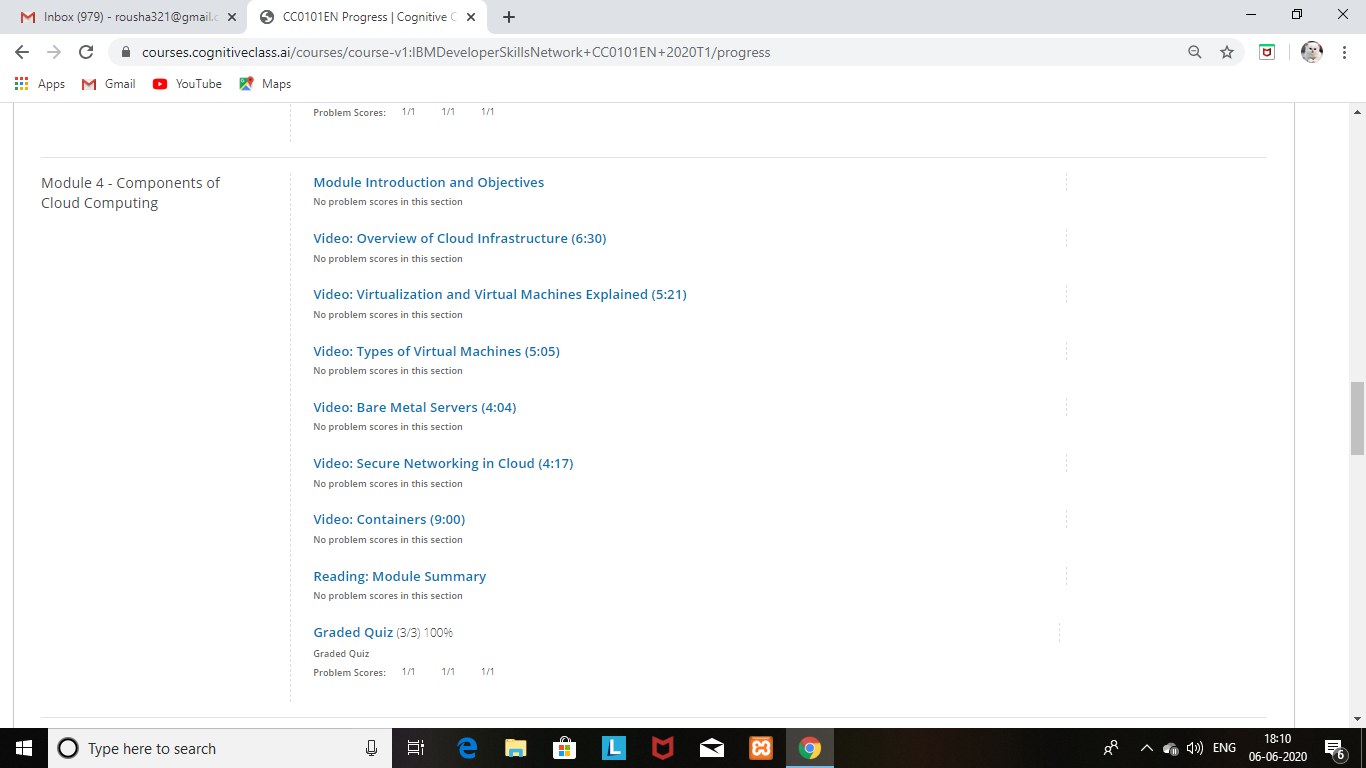 Inbox (979) - rousha321@gmail.c
CC0101EN Progress | Cognitive C
courses.cognitiveclass.ai/courses/course-v1:IBMDeveloperSkillsNetwork+CC0101EN+2020T1/progress
Apps Gmail YouTube Maps
Problem Scores: 1/1 1/1 1/1
Module 4 - Components of
Cloud Computing
Module Introduction and Objectives
No problem scores in this section
Video: Overview of Cloud Infrastructure (6:30)
No problem scores in this section
Video: Virtualization and Virtual Machines Explained (5:21)
No problem scores in this section
Video: Types of Virtual Machines (5:05)
No problem scores in this section
Video: Bare Metal Servers (4:04)
No problem scores in this section
Video: Secure Networking in Cloud (4:17)
No problem scores in this section
Video: Containers (9:00)
No problem scores in this section
Reading: Module Summary
No problem scores in this section
Graded Quiz (3/3) 100%
Graded Quiz
Problem Scores: 1/1 1/1 1/1
Type here to search
L
ENG
18:10
06-06-2020
6